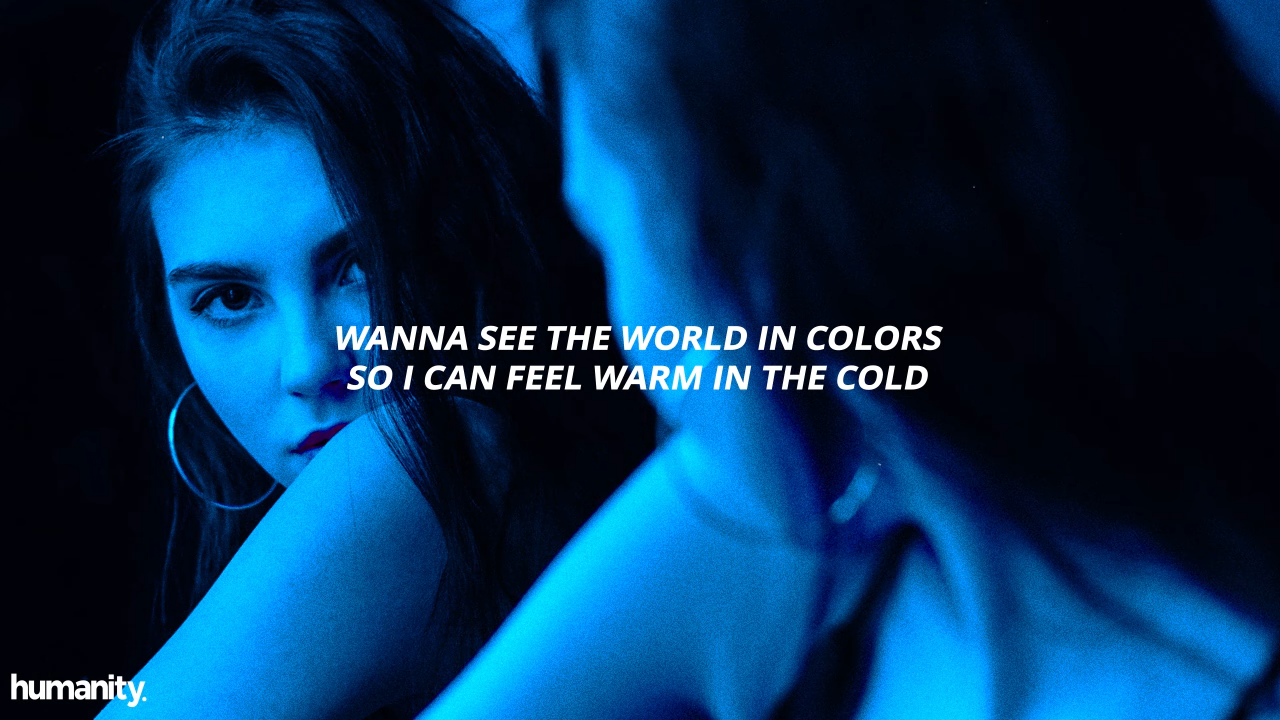 WANNA SEE THE WORLD IN COLORS
SO I CAN FEEL WARM IN THE COLD
humanity.